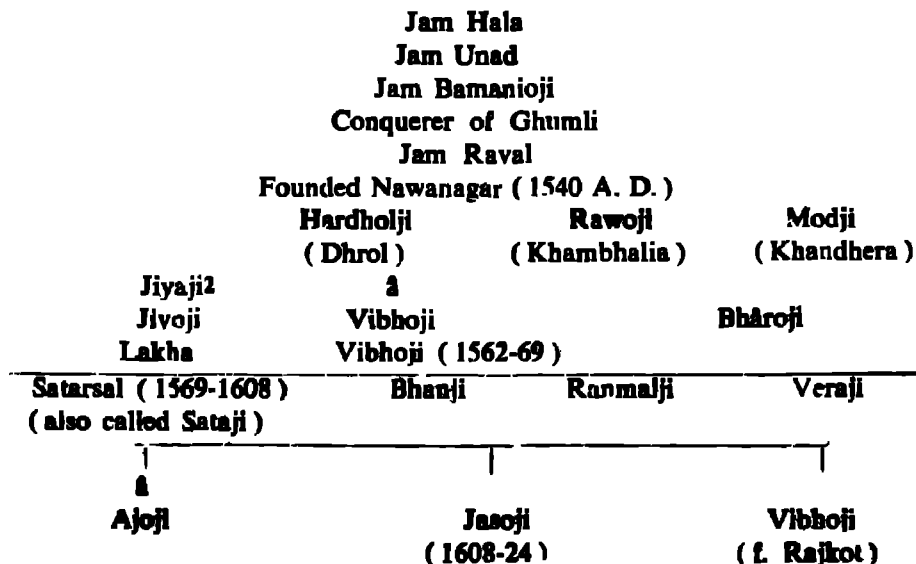 Jam Hala
Jam Unad
Jam Bamanioji
Conquerer of Ghumli
Jam Raval
Founded Nawanagar ( 1540 A. D. )
Hardholji Rawoji Modji
( Dhrol ) ( Khambhalia ) ( Khandhera )
Jiyaji2
Jivoji Vibhoji Bhāroji
Lakha Vibhoji ( 1562-69 )
Satarsal ( 1569-1608 ) Bhanji Ranmalji Veraji
( also called Sataji )
Ajoji Jasoji Vibhoji
( 1608-24 ) ( f. Rajkot )